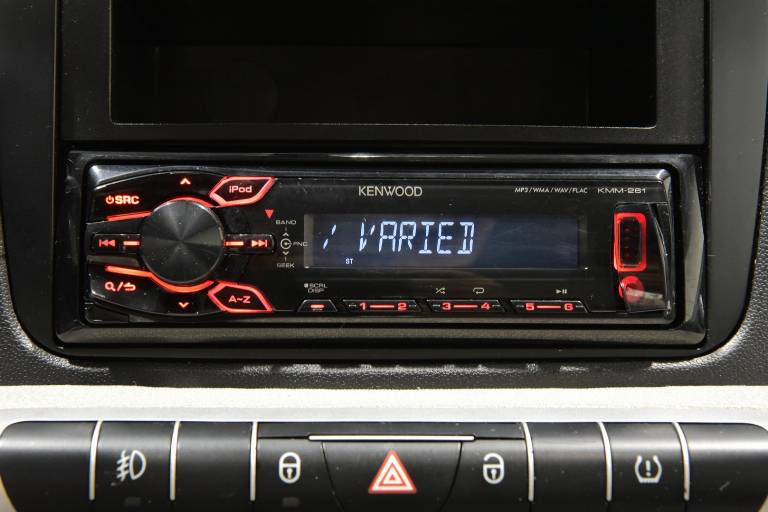 SRC
iPod
KENWOOD
MP3/WMA/WAV/FLAC KMM-261
BAND
FNC
SEEK
/ VARIED
ST
SCRL
DISP
A~Z
1 2 3 4 5 6